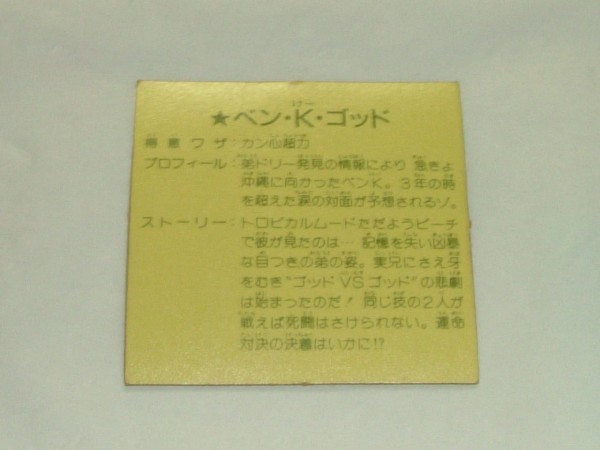 ★ベン・K・ゴッド
得意ワザ：カン心超力
プロフィール：弟ドリー発見の情報により 急きょ
沖縄に向かったベンK。3年の時
を超えた涙の対面が予想されるゾ。
ストーリー：トロピカルムードただようビーチ
で彼が見たのは… 記憶を失い凶暴
な目つきの弟の姿。実兄にさえ牙
をむき“ゴッドVSゴッド”の悲劇
は始まったのだ！ 同じ技の2人が
戦えば死闘はさけられない。運命
対決の決着はいかに!?